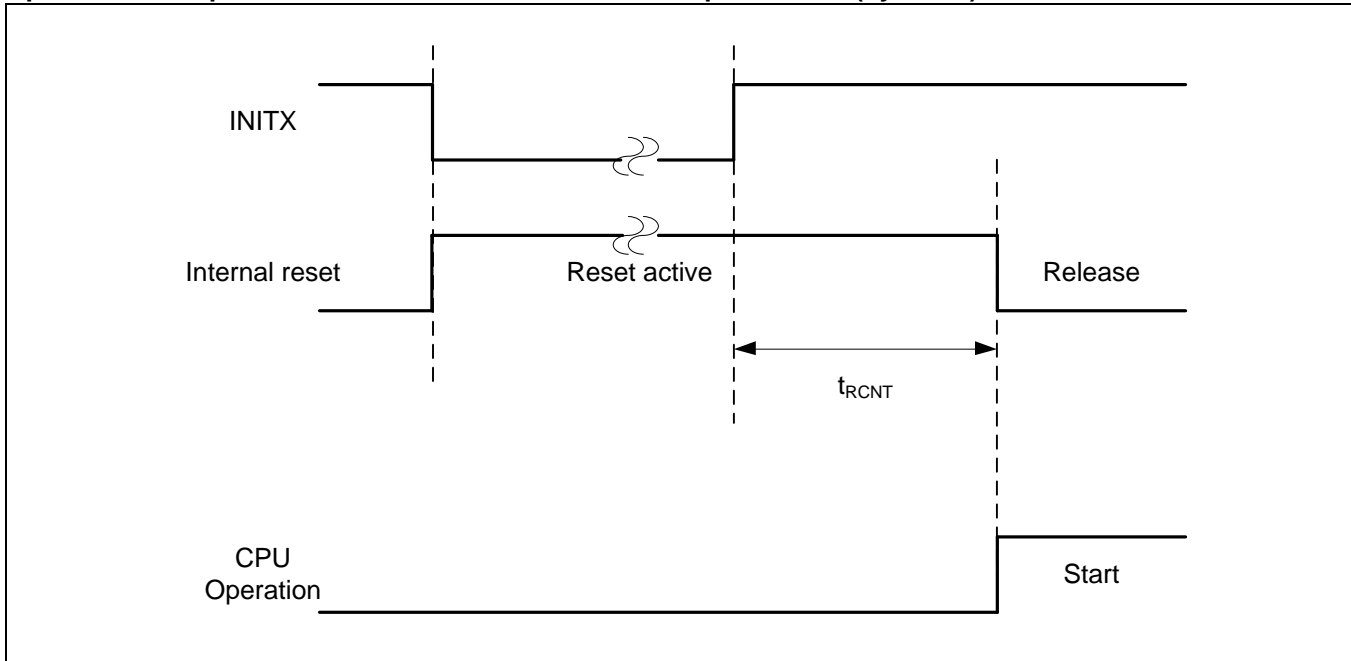 INITX
Internal reset
Reset active
Release
tRCNT
CPU
Operation
Start